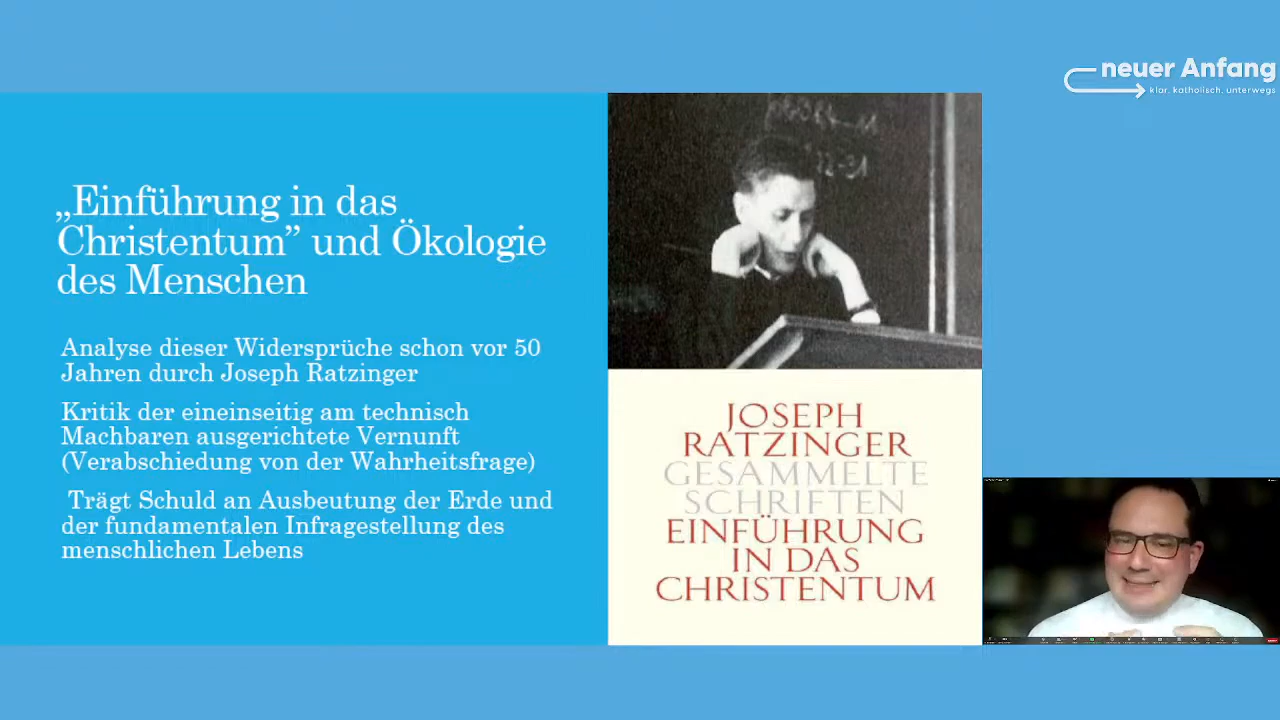 neuer Anfang
klar, katholisch, unterwegs
„Einführung in das
Christentum” und Ökologie
des Menschen
Analyse dieser Widersprüche schon vor 50
Jahren durch Joseph Ratzinger
Kritik der eineinseitig am technisch
Machbaren ausgerichtete Vernunft
(Verabschiedung von der Wahrheitsfrage)
Trägt Schuld an Ausbeutung der Erde und
der fundamentalen Infragestellung des
menschlichen Lebens
JOSEPH
RATZINGER
GESAMMELTE
SCHRIFTEN
EINFÜHRUNG
IN DAS
CHRISTENTUM